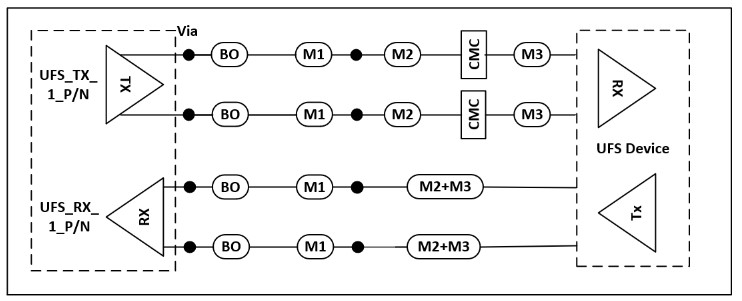 Via
BO M1 M2 CMC M3
UFS_TX_
1_P/N
TX
RX
BO M1 M2 CMC M3
UFS Device
BO M1 M2+M3
UFS_RX_
1_P/N
RX
Tx
BO M1 M2+M3